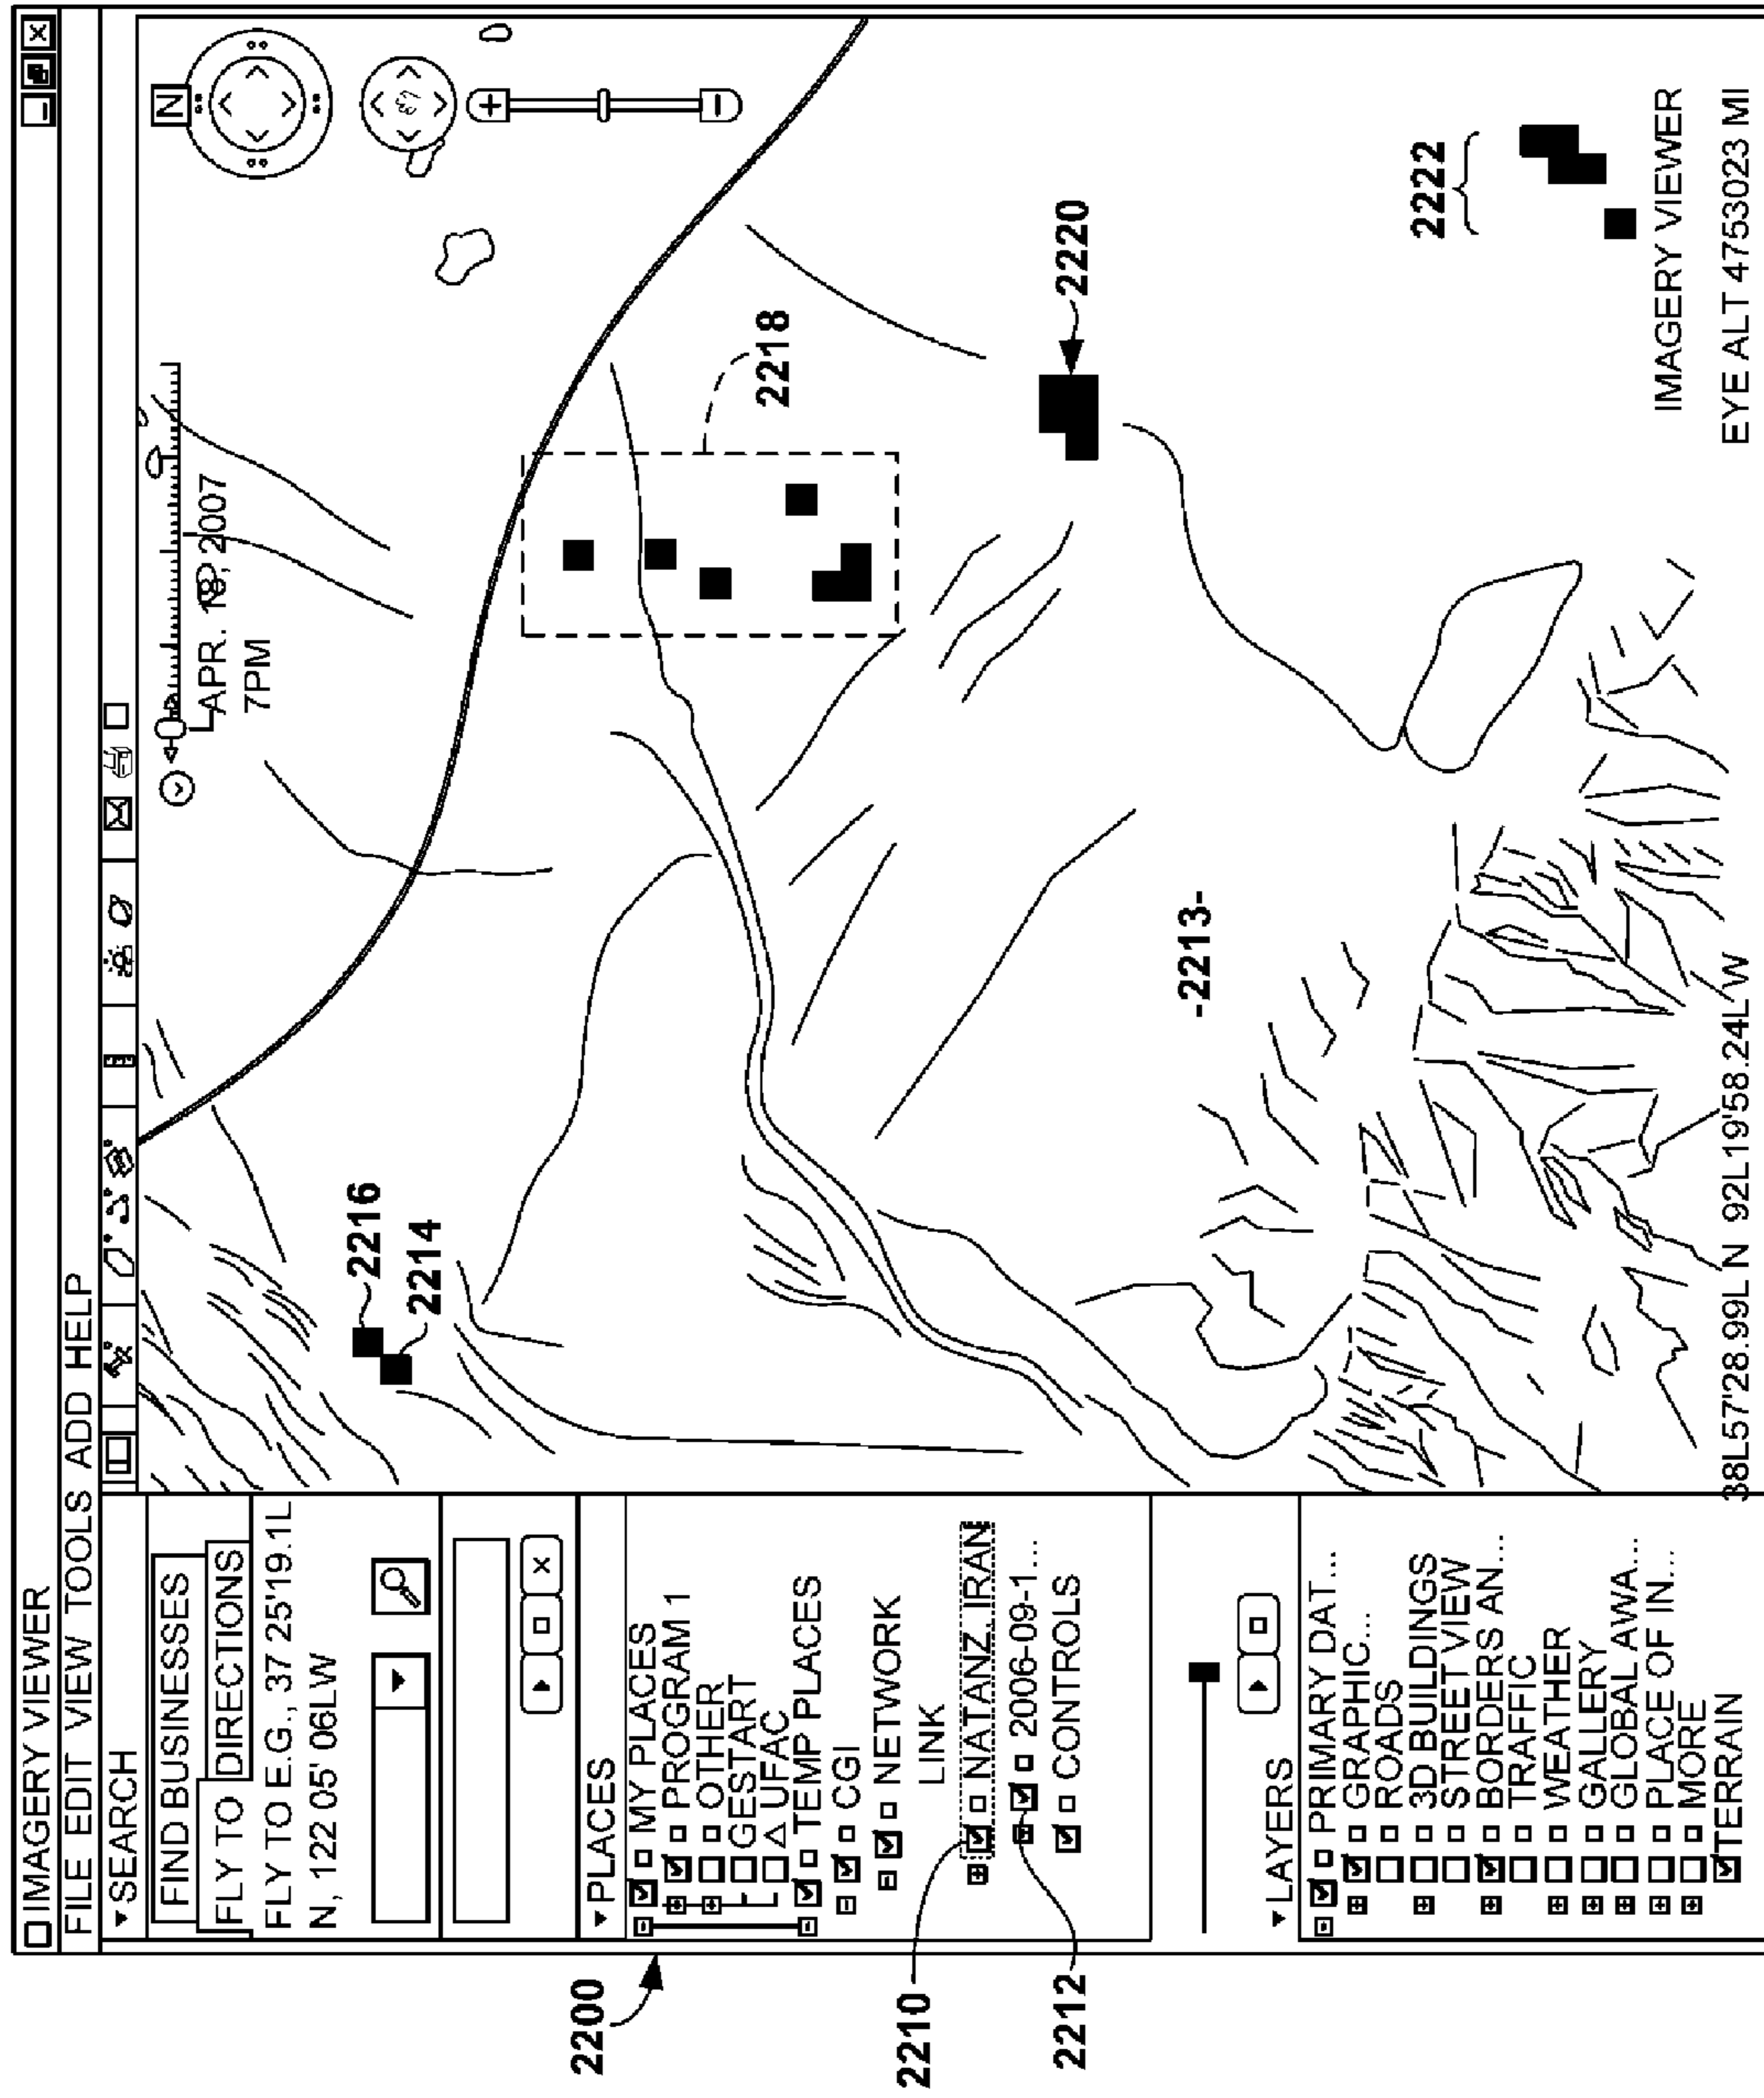 IMAGERY VIEWER
FILE EDIT VIEW TOOLS ADD HELP
SEARCH
FIND BUSINESSES
FLY TO DIRECTIONS
FLY TO E.G., 37 25'19.1L
N, 122 05' 06LW
PLACES
MY PLACES
PROGRAM 1
OTHER
GESTART
UFAC
TEMP PLACES
CGI
NETWORK
LINK
NATANZ. IRAN
2006-09-1...
CONTROLS
LAYERS
PRIMARY DAT...
GRAPHIC...
ROADS
3D BUILDINGS
STREET VIEW
BORDERS AN...
TRAFFIC
WEATHER
GALLERY
GLOBAL AWA...
PLACE OF IN...
MORE
TERRAIN
2200
2210
2212
APR. 2007
7PM
N
2216
2214
2218
2220
-2213-
2222
IMAGERY VIEWER
38L57'28.99L N 92L19'58.24L W
EYE ALT 4753023 MI